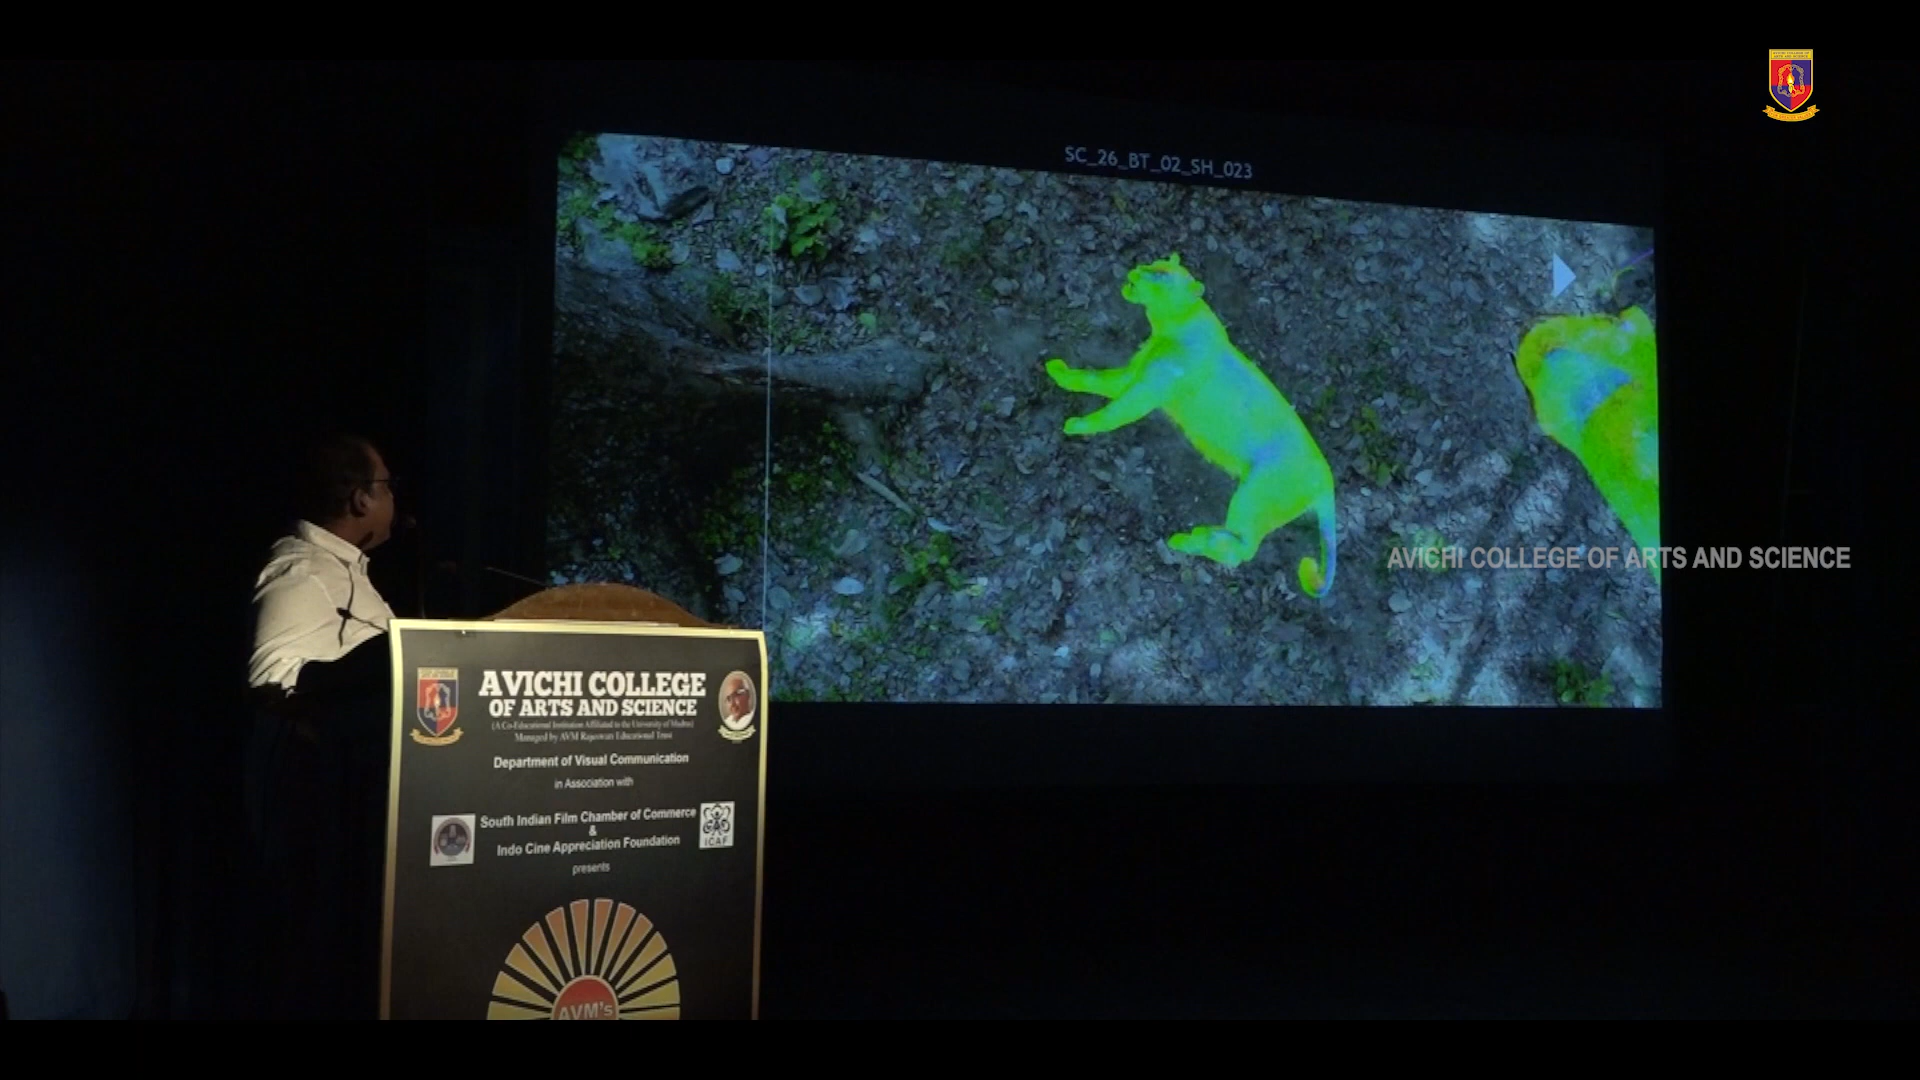 SC_26_BT_02_SH_023
AVICHI COLLEGE OF ARTS AND SCIENCE
AVICHI COLLEGE
OF ARTS AND SCIENCE
(A Co-Educational Institution Affiliated to the University of Madras)
Managed by AVM Rajeswari Educational Trust
Department of Visual Communication
in Association with
South Indian Film Chamber of Commerce
&
Indo Cine Appreciation Foundation
ICAF
presents
AVM's